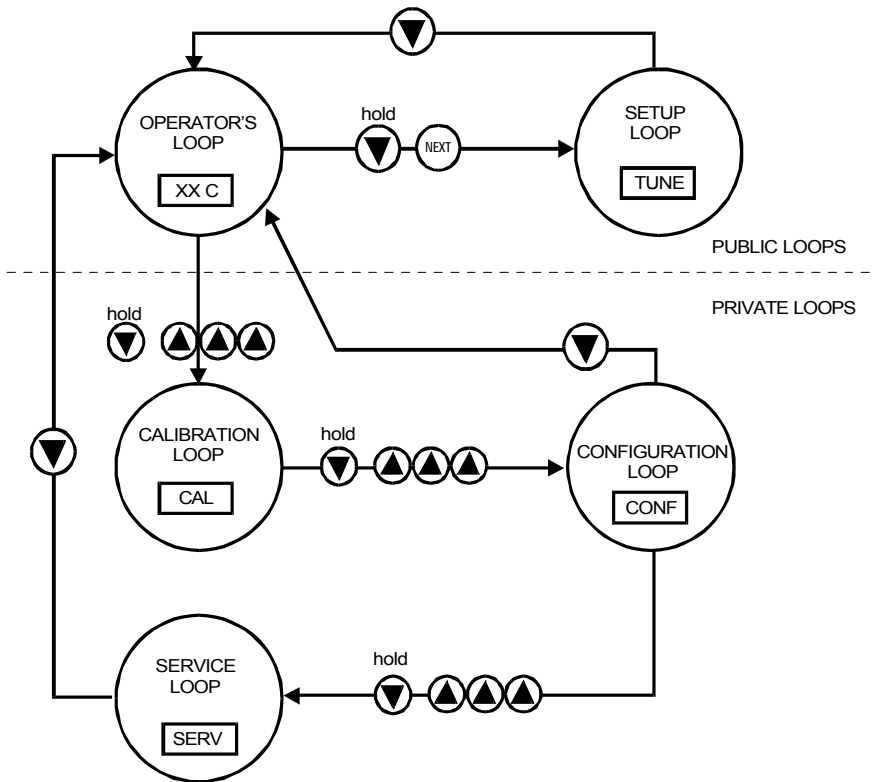 OPERATOR'S
LOOP
XX C
hold
NEXT
SETUP
LOOP
TUNE
PUBLIC LOOPS
PRIVATE LOOPS
hold
CALIBRATION
LOOP
CAL
hold
CONFIGURATION
LOOP
CONF
SERVICE
LOOP
SERV
hold